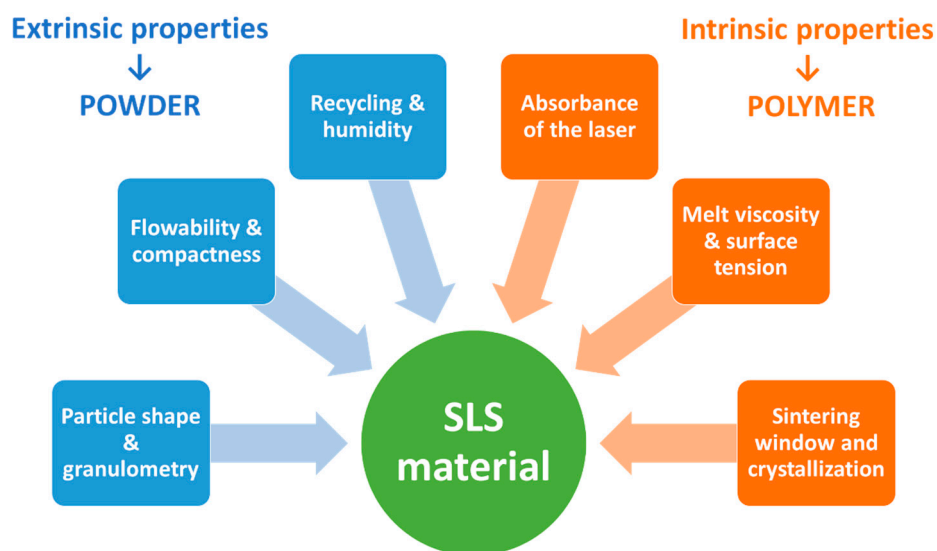 Extrinsic properties
↓
POWDER
Intrinsic properties
↓
POLYMER
Recycling &
humidity
Absorbance
of the laser
Flowability &
compactness
Melt viscosity
& surface
tension
Particle shape
&
granulometry
SLS
material
Sintering
window and
crystallization